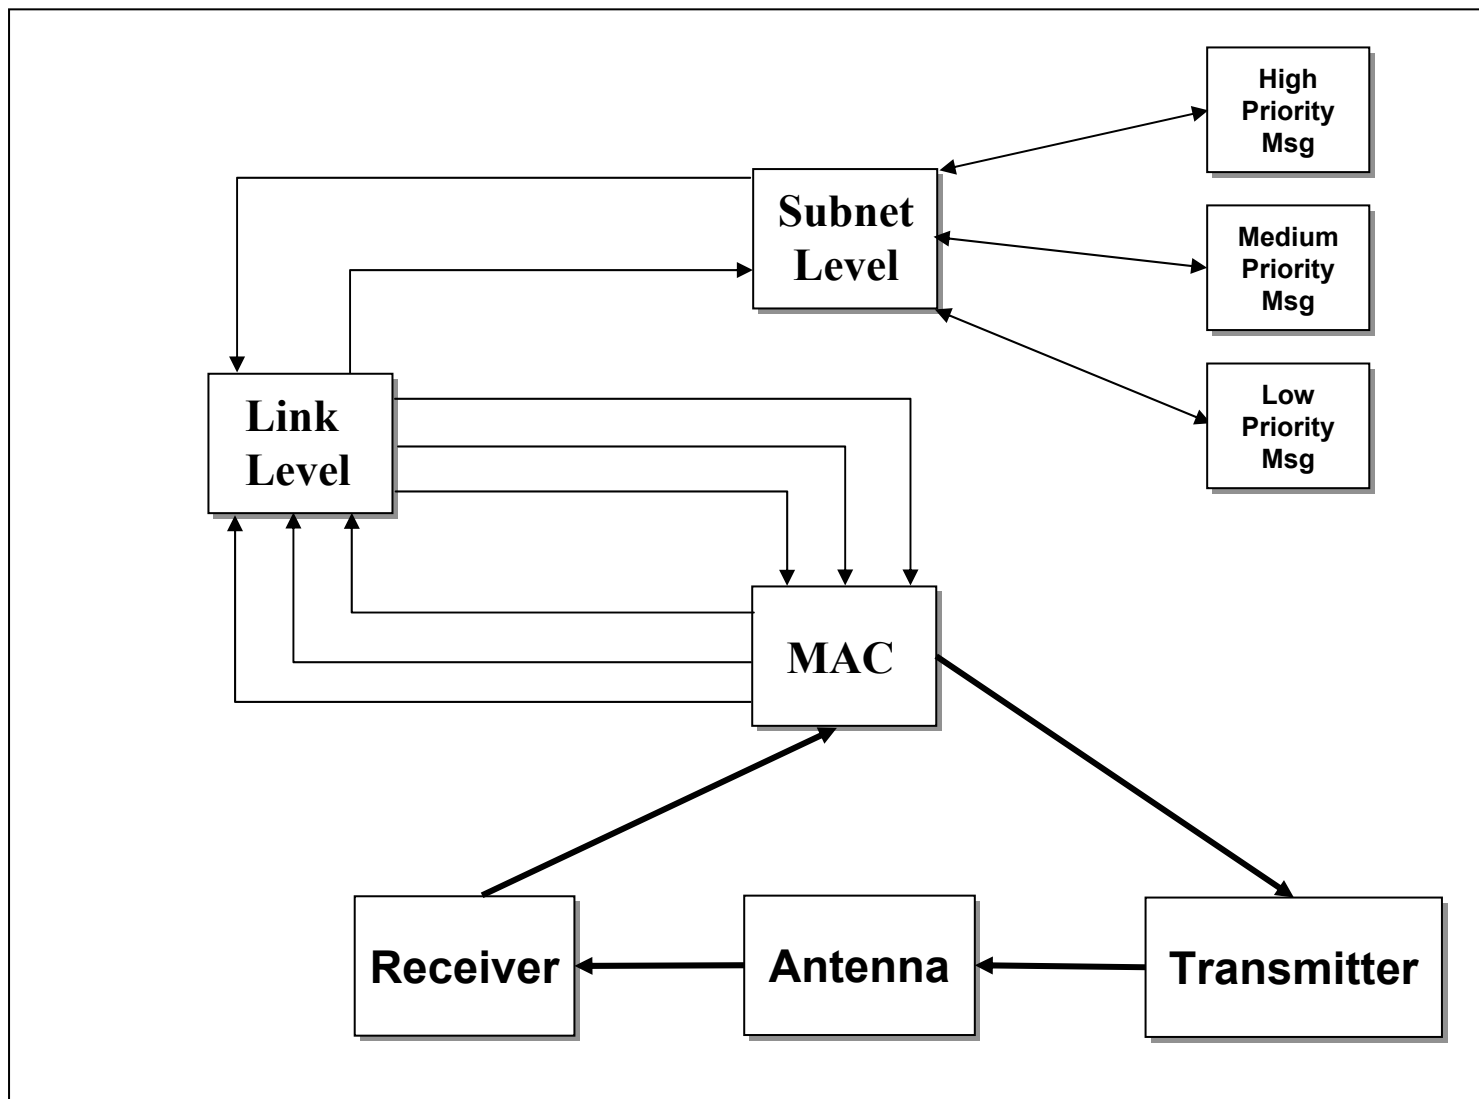 High
Priority
Msg
Subnet
Level
Medium
Priority
Msg
Link
Level
Low
Priority
Msg
MAC
Receiver
Antenna
Transmitter